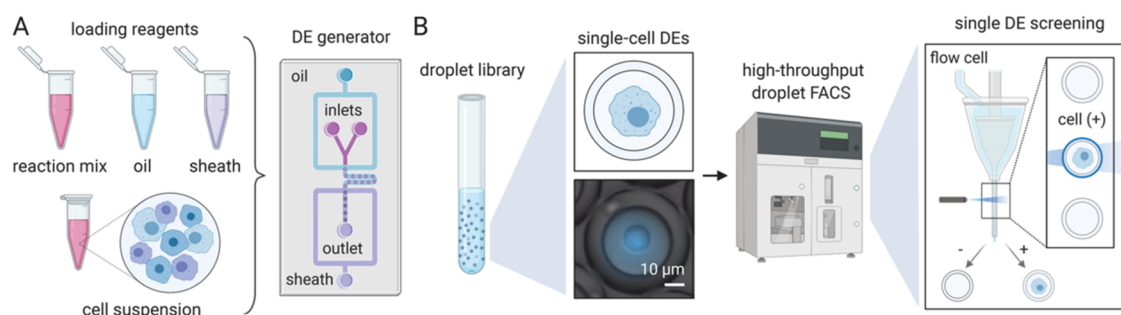 A
loading reagents
reaction mix
oil
sheath
cell suspension
DE generator
oil
inlets
outlet
sheath
B
droplet library
single-cell DEs
10 µm
high-throughput
droplet FACS
single DE screening
flow cell
cell (+)
-
+